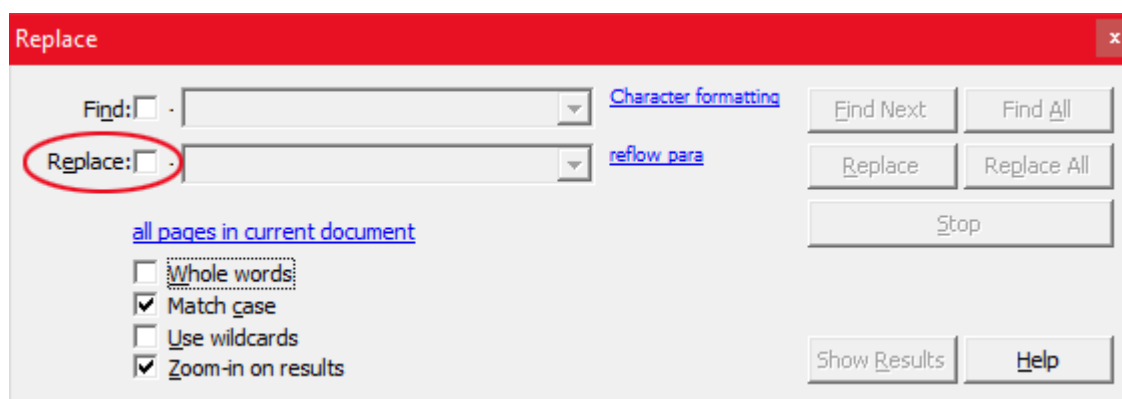 Replace x
Find: - Character formatting Find Next Find All
Replace: - reflow para Replace Replace All
all pages in current document Stop
Whole words
Match case
Use wildcards
Zoom-in on results Show Results Help